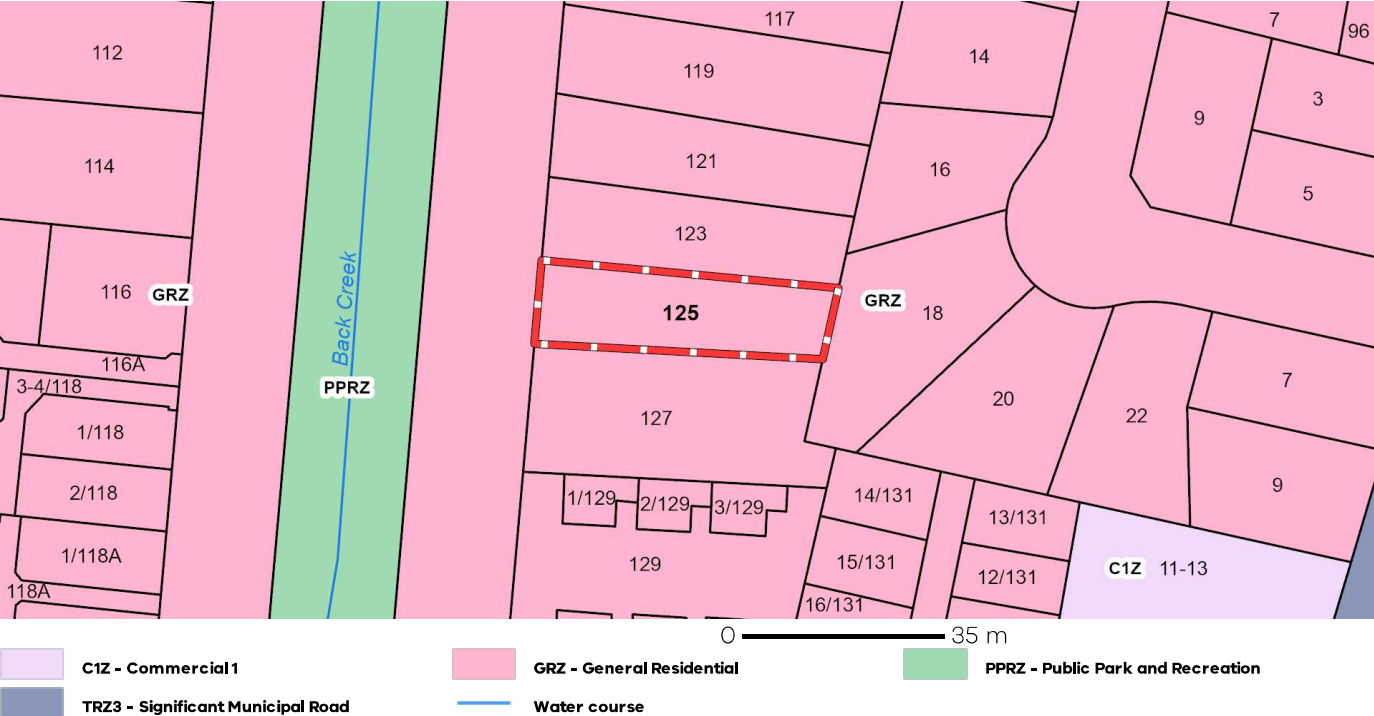 117
7
96
112
14
119
3
9
121
114
16
5
123
116
GRZ
GRZ
18
125
Back Creek
116A
3-4/118
PPRZ
7
20
127
22
1/118
2/118
1/129
2/129
3/129
14/131
9
13/131
1/118A
129
15/131
12/131
C1Z
11-13
118A
16/131
0 35 m
C1Z - Commercial 1
GRZ - General Residential
PPRZ - Public Park and Recreation
TRZ3 - Significant Municipal Road
Water course